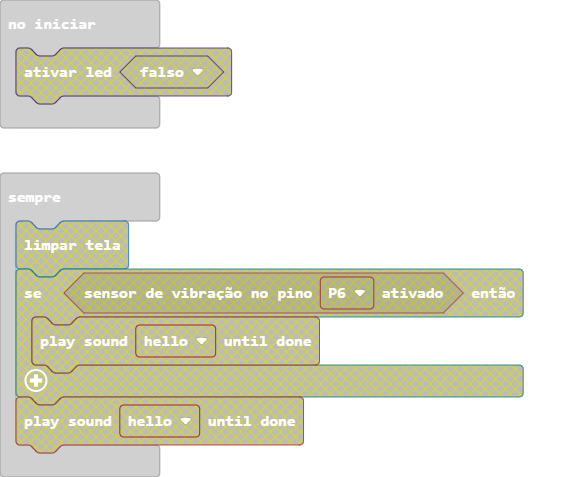 no iniciar
ativar led falso
sempre
limpar tela
se sensor de vibração no pino P6 ativado então
play sound hello until done
play sound hello until done